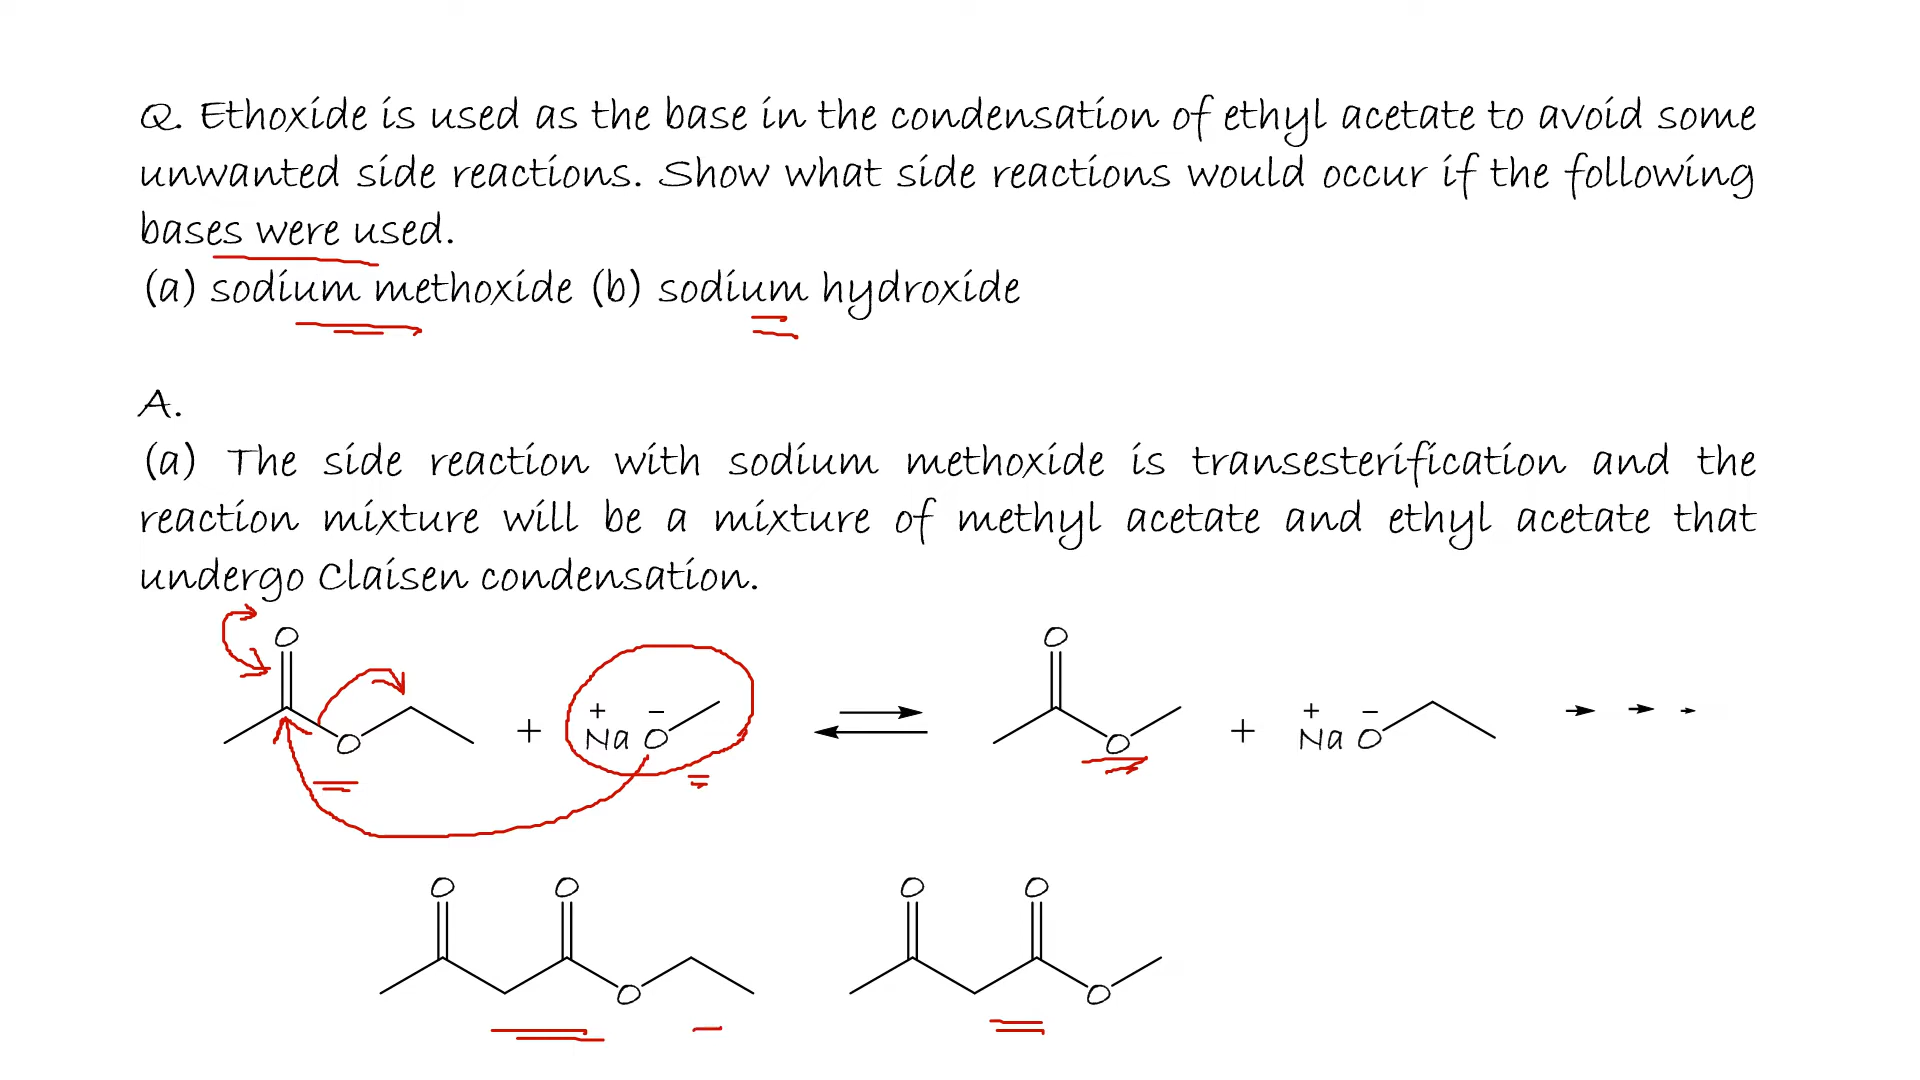 Q. Ethoxide is used as the base in the condensation of ethyl acetate to avoid some
unwanted side reactions. Show what side reactions would occur if the following
bases were used.
(a) sodium methoxide (b) sodium hydroxide
A.
(a) The side reaction with sodium methoxide is transesterification and the
reaction mixture will be a mixture of methyl acetate and ethyl acetate that
undergo Claisen condensation.
O O
+ − + −
O + Na O O + Na O
O O O O
O O